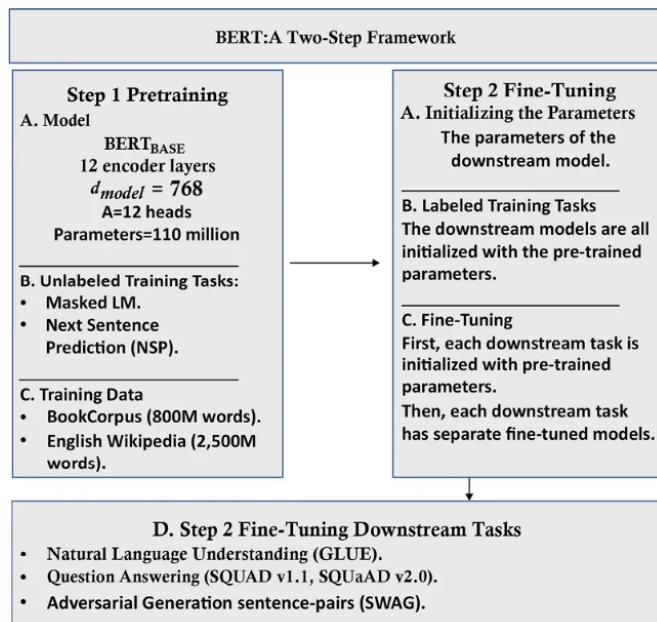 BERT:A Two-Step Framework
Step 1 Pretraining
A. Model
BERT_BASE
12 encoder layers
d_model = 768
A=12 heads
Parameters=110 million
B. Unlabeled Training Tasks:
• Masked LM.
• Next Sentence
Prediction (NSP).
C. Training Data
• BookCorpus (800M words).
• English Wikipedia (2,500M
words).
Step 2 Fine-Tuning
A. Initializing the Parameters
The parameters of the
downstream model.
B. Labeled Training Tasks
The downstream models are all
initialized with the pre-trained
parameters.
C. Fine-Tuning
First, each downstream task is
initialized with pre-trained
parameters.
Then, each downstream task
has separate fine-tuned models.
D. Step 2 Fine-Tuning Downstream Tasks
• Natural Language Understanding (GLUE).
• Question Answering (SQUAD v1.1, SQUaAD v2.0).
• Adversarial Generation sentence-pairs (SWAG).